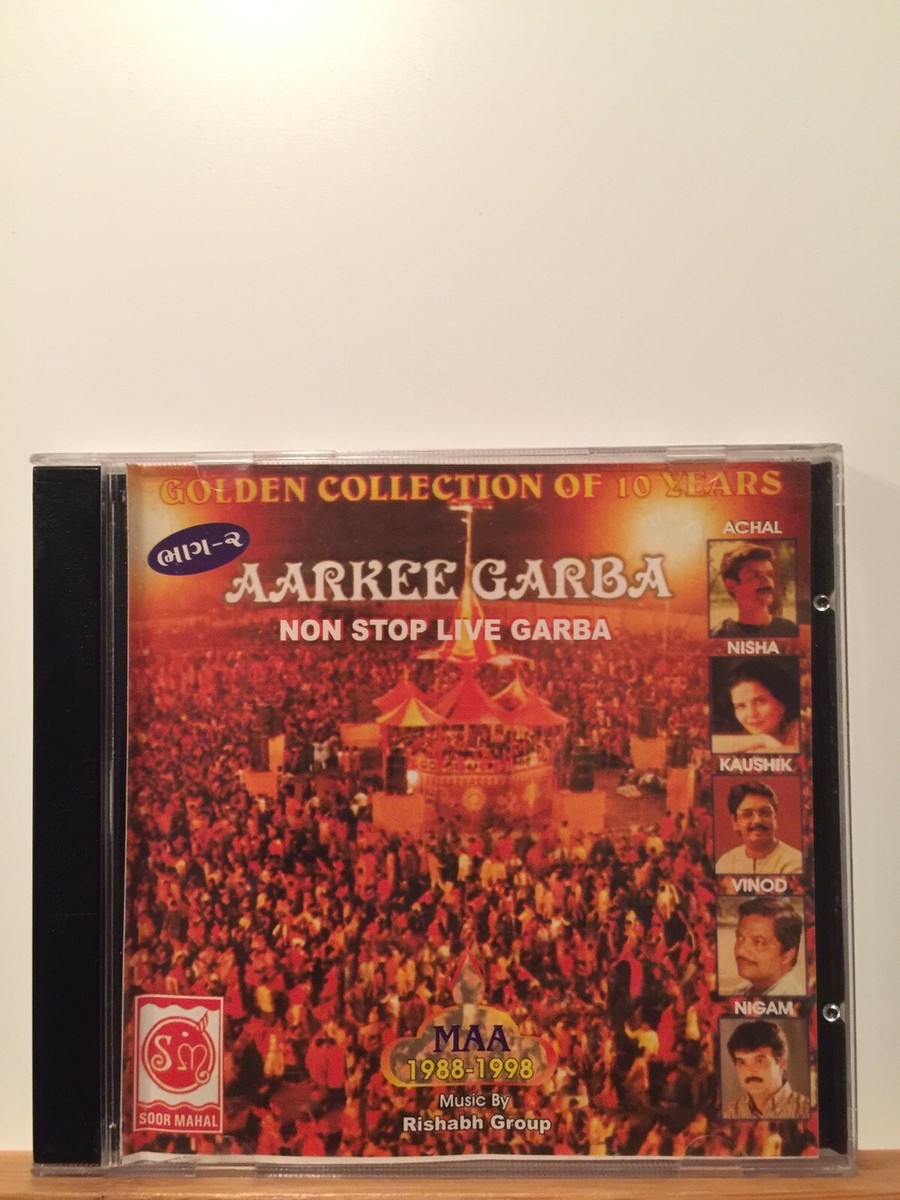 GOLDEN COLLECTION OF 10 YEARS
ભાગ-૨
AARKEE GARBA
NON STOP LIVE GARBA
ACHAL
NISHA
KAUSHIK
VINOD
NIGAM
MAA
1988-1998
Music By
Rishabh Group
SM
SOOR MAHAL